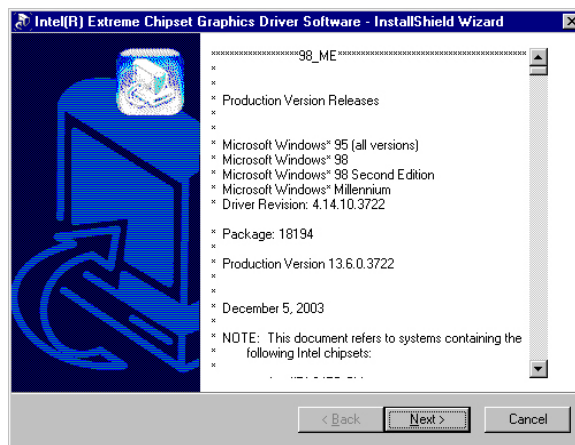 Intel(R) Extreme Chipset Graphics Driver Software - InstallShield Wizard
*******************98_ME******************************************
*
*
* Production Version Releases
*
*
* Microsoft Windows* 95 (all versions)
* Microsoft Windows* 98
* Microsoft Windows* 98 Second Edition
* Microsoft Windows* Millennium
* Driver Revision: 4.14.10.3722
*
* Package: 18194
*
* Production Version 13.6.0.3722
*
*
* December 5, 2003
*
* NOTE: This document refers to systems containing the
* following Intel chipsets:
*
< Back
Next >
Cancel